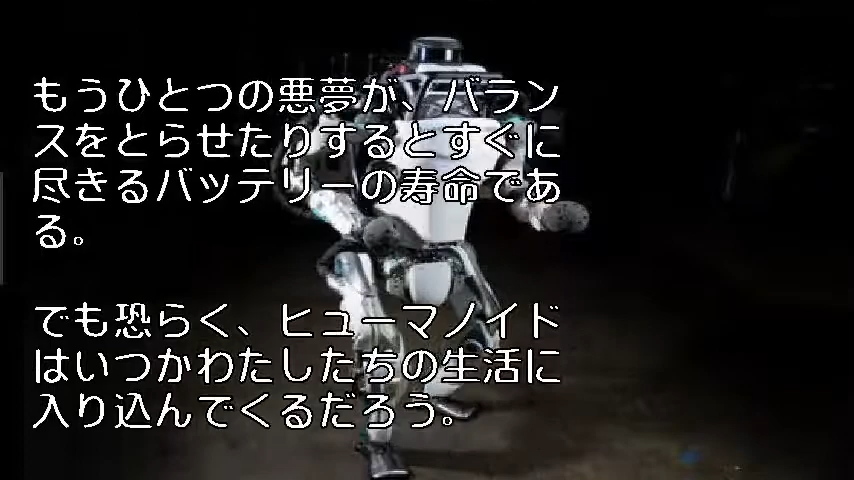 もうひとつの悪夢が、バラン
スをとらせたりするとすぐに
尽きるバッテリーの寿命であ
る。
でも恐らく、ヒューマノイド
はいつかわたしたちの生活に
入り込んでくるだろう。